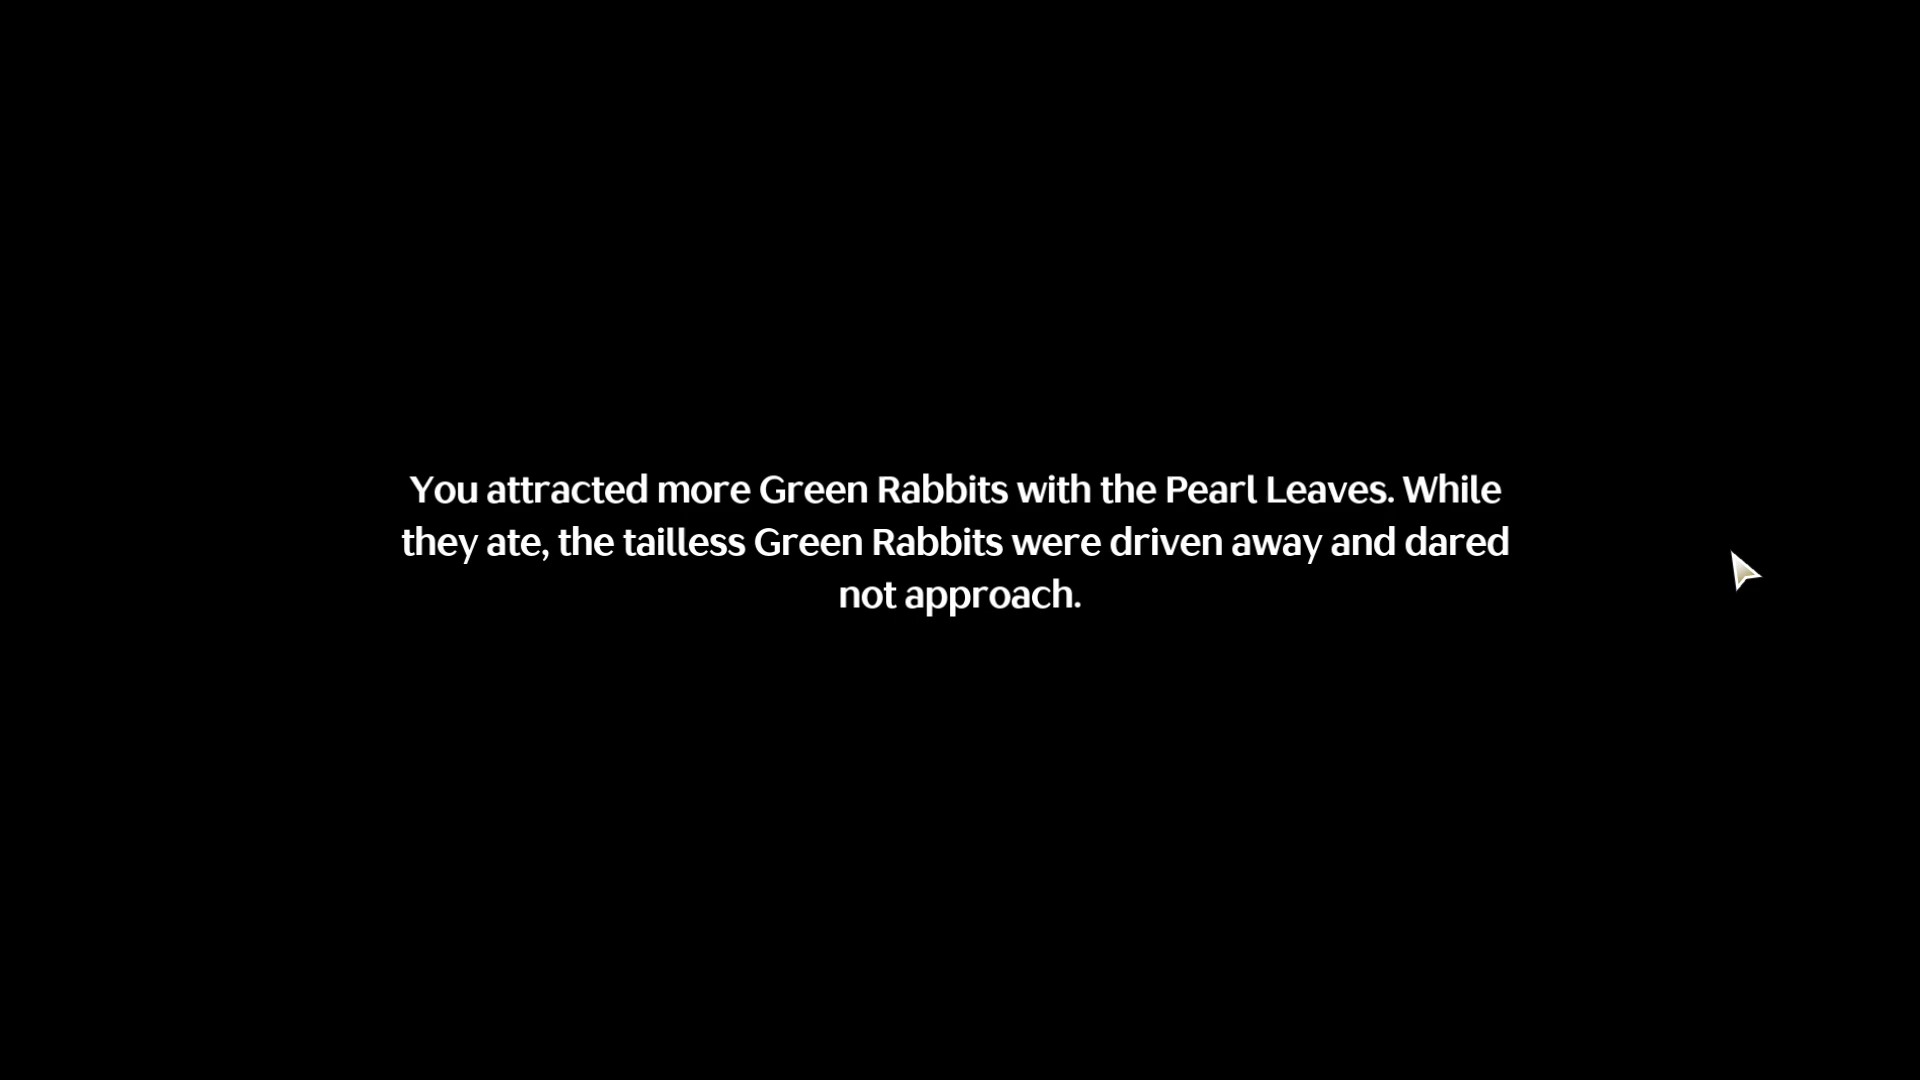 You attracted more Green Rabbits with the Pearl Leaves. While
they ate, the tailless Green Rabbits were driven away and dared
not approach.